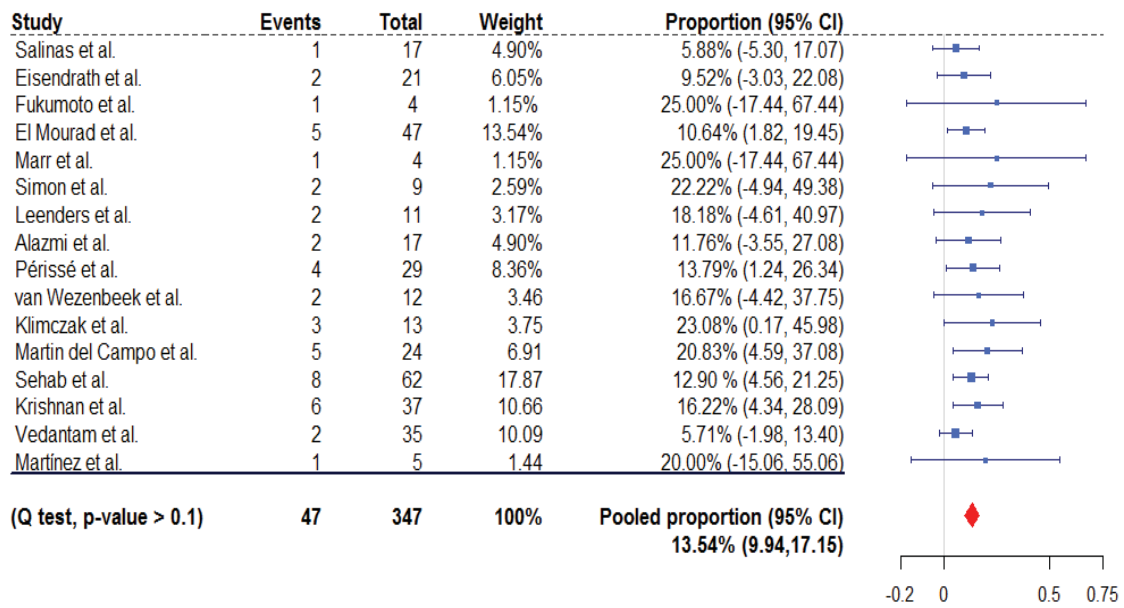 Study Events Total Weight Proportion (95% CI)
Salinas et al. 1 17 4.90% 5.88% (-5.30, 17.07)
Eisendrath et al. 2 21 6.05% 9.52% (-3.03, 22.08)
Fukumoto et al. 1 4 1.15% 25.00% (-17.44, 67.44)
El Mourad et al. 5 47 13.54% 10.64% (1.82, 19.45)
Marr et al. 1 4 1.15% 25.00% (-17.44, 67.44)
Simon et al. 2 9 2.59% 22.22% (-4.94, 49.38)
Leenders et al. 2 11 3.17% 18.18% (-4.61, 40.97)
Alazmi et al. 2 17 4.90% 11.76% (-3.55, 27.08)
Périssé et al. 4 29 8.36% 13.79% (1.24, 26.34)
van Wezenbeek et al. 2 12 3.46 16.67% (-4.42, 37.75)
Klimczak et al. 3 13 3.75 23.08% (0.17, 45.98)
Martin del Campo et al. 5 24 6.91 20.83% (4.59, 37.08)
Sehab et al. 8 62 17.87 12.90 % (4.56, 21.25)
Krishnan et al. 6 37 10.66 16.22% (4.34, 28.09)
Vedantam et al. 2 35 10.09 5.71% (-1.98, 13.40)
Martínez et al. 1 5 1.44 20.00% (-15.06, 55.06)
(Q test, p-value > 0.1) 47 347 100% Pooled proportion (95% CI)
13.54% (9.94,17.15)
-0.2 0 0.5 0.75